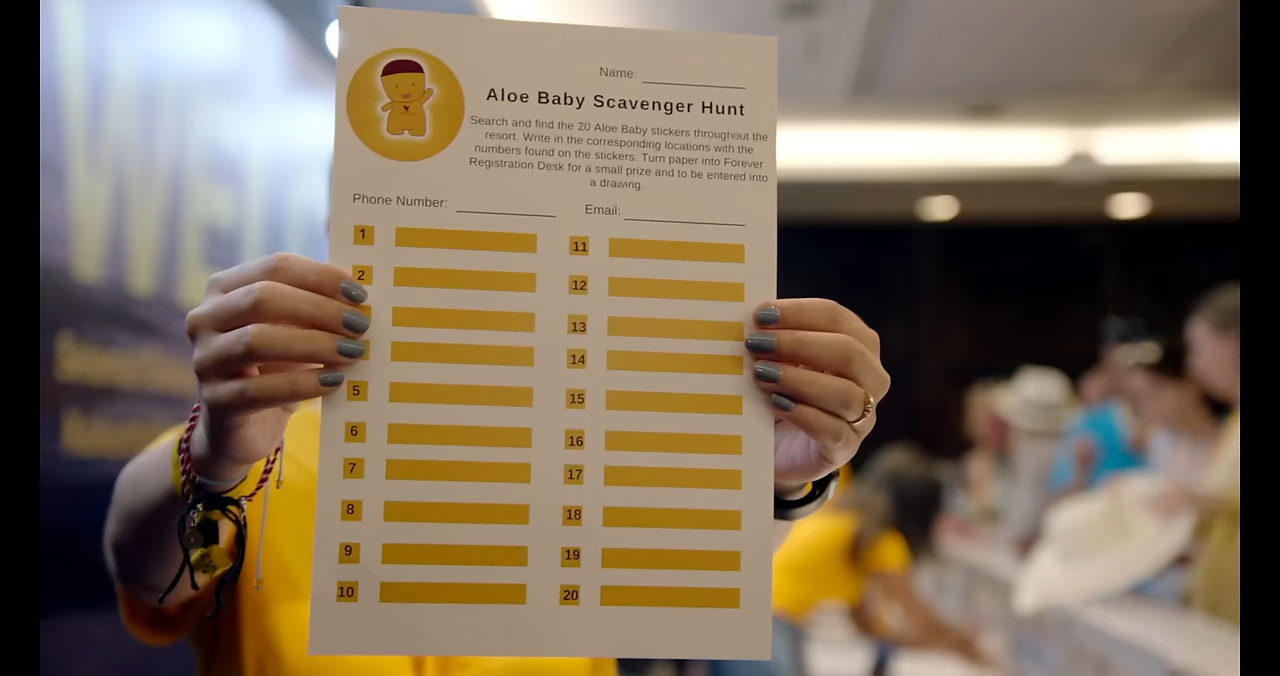 Name:
Aloe Baby Scavenger Hunt
Search and find the 20 Aloe Baby stickers throughout the
resort. Write in the corresponding locations with the
numbers found on the stickers. Turn paper into Forever
Registration Desk for a small prize and to be entered into
a drawing.
Phone Number: Email:
1 11
2 12
13
14
5 15
6 16
7 17
8 18
9 19
10 20